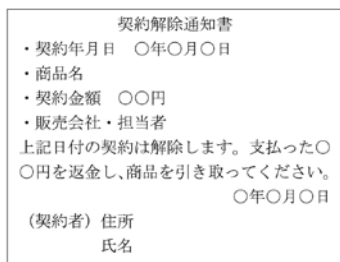 契約解除通知書
・契約年月日　〇年〇月〇日
・商品名
・契約金額　〇〇円
・販売会社・担当者
上記日付の契約は解除します。支払った〇
〇円を返金し、商品を引き取ってください。
〇年〇月〇日
（契約者）住所
氏名